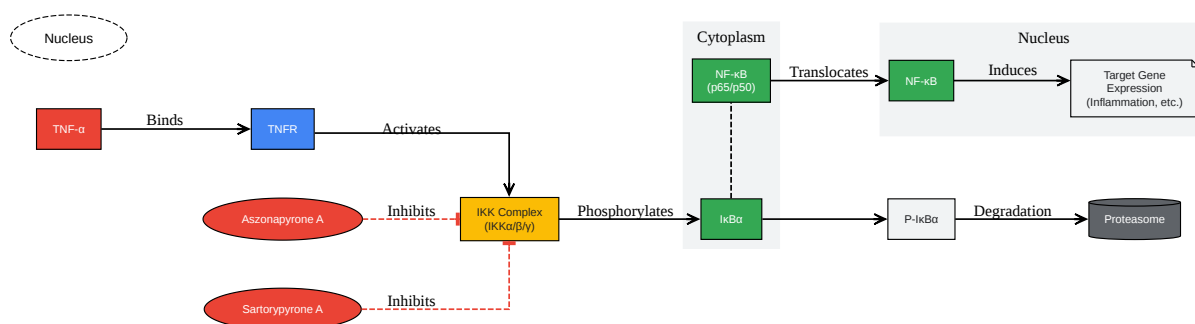 Nucleus
Cytoplasm
Nucleus
NF-κB
(p65/p50)
Translocates
NF-κB
Induces
Target Gene
Expression
(Inflammation, etc.)
TNF-α
Binds
TNFR
Activates
Aszonapyrone A
Inhibits
IKK Complex
(IKKα/β/γ)
Phosphorylates
IκBα
P-IκBα
Degradation
Proteasome
Sartorypyrone A
Inhibits